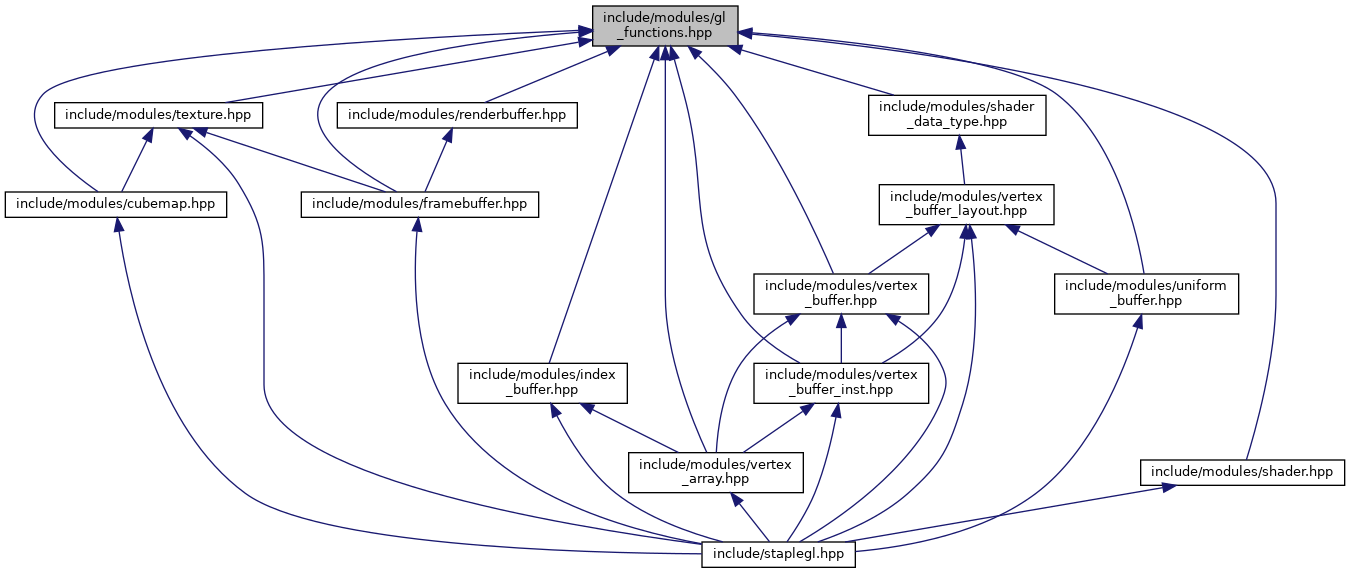 include/modules/gl
_functions.hpp
include/modules/texture.hpp
include/modules/renderbuffer.hpp
include/modules/shader
_data_type.hpp
include/modules/cubemap.hpp
include/modules/framebuffer.hpp
include/modules/vertex
_buffer_layout.hpp
include/modules/vertex
_buffer.hpp
include/modules/uniform
_buffer.hpp
include/modules/index
_buffer.hpp
include/modules/vertex
_buffer_inst.hpp
include/modules/vertex
_array.hpp
include/modules/shader.hpp
include/staplegl.hpp